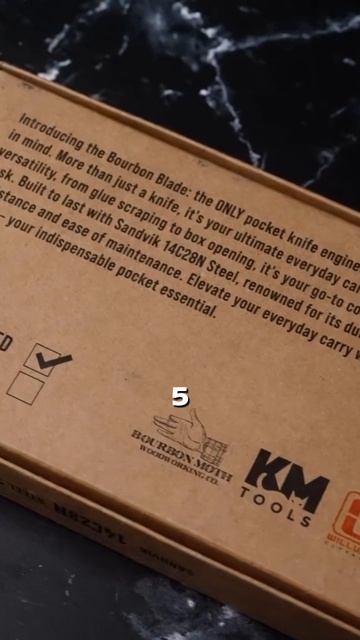 Introducing the Bourbon Blade: the ONLY pocket knife engine
in mind. More than just a knife, it's your ultimate everyday car
versatility, from glue scraping to box opening, it's your go-to co
sk. Built to last with Sandvik 14C28N Steel, renowned for its du
stance and ease of maintenance. Elevate your everyday carry w
– your indispensable pocket essential.
ED
5
BOURBON MOTH
WOODWORKING CO.
KM
TOOLS
14C28N
SANDVIK